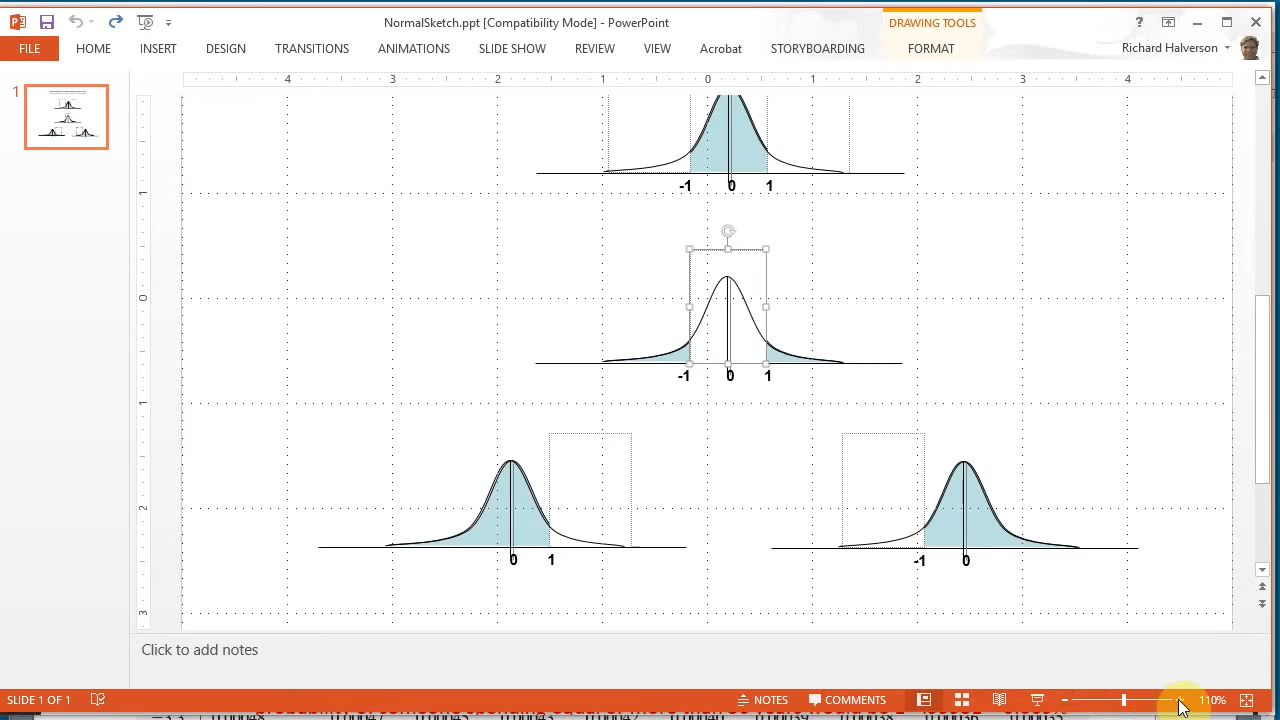 NormalSketch.ppt [Compatibility Mode] - PowerPoint
DRAWING TOOLS
?
FILE HOME INSERT DESIGN TRANSITIONS ANIMATIONS SLIDE SHOW REVIEW VIEW Acrobat STORYBOARDING FORMAT Richard Halverson
4 3 2 1 0 1 2 3 4
1
1
0
1
2
3
-1 0 1
-1 0 1
0 1
-1 0
Click to add notes
SLIDE 1 OF 1 NOTES COMMENTS 110%